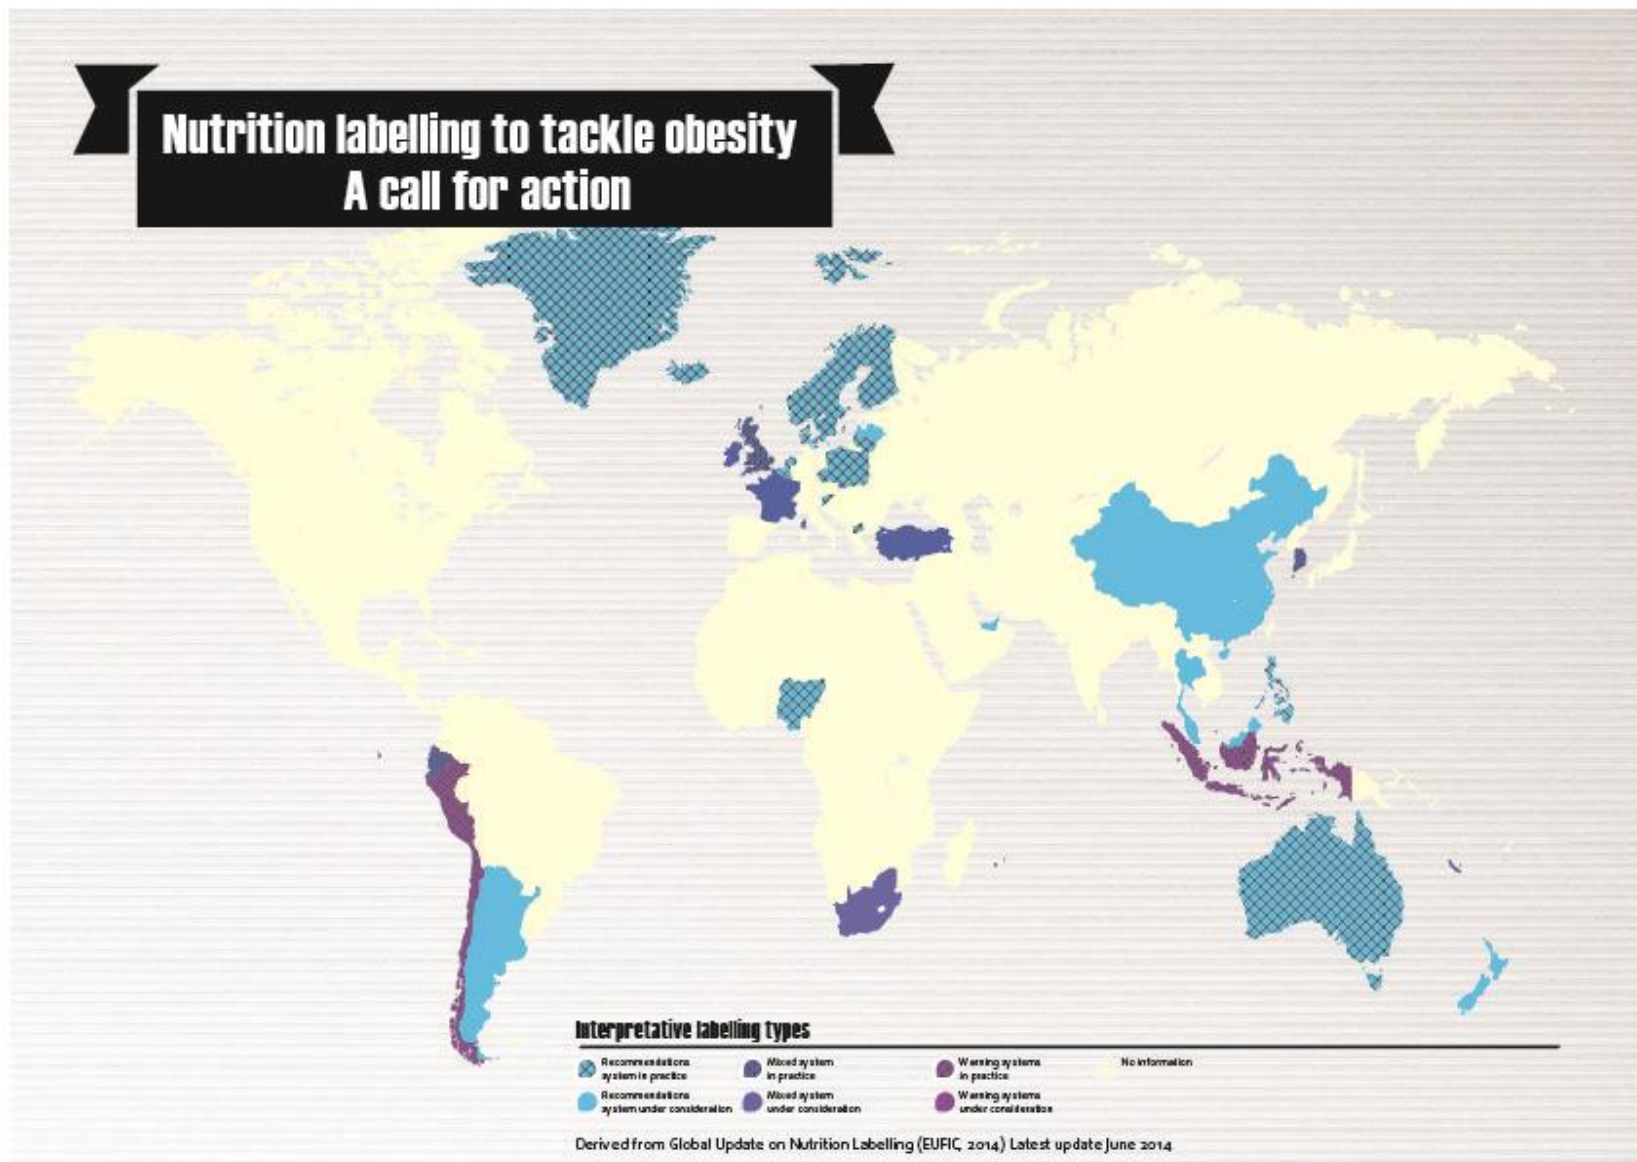 Nutrition labelling to tackle obesity
A call for action
Interpretative labelling types
Recommendations
system in practice
Mixed system
in practice
Warning systems
in practice
No information
Recommendations
system under consideration
Mixed system
under consideration
Warning systems
under consideration
Derived from Global Update on Nutrition Labelling (EUFIC, 2014) Latest update June 2014